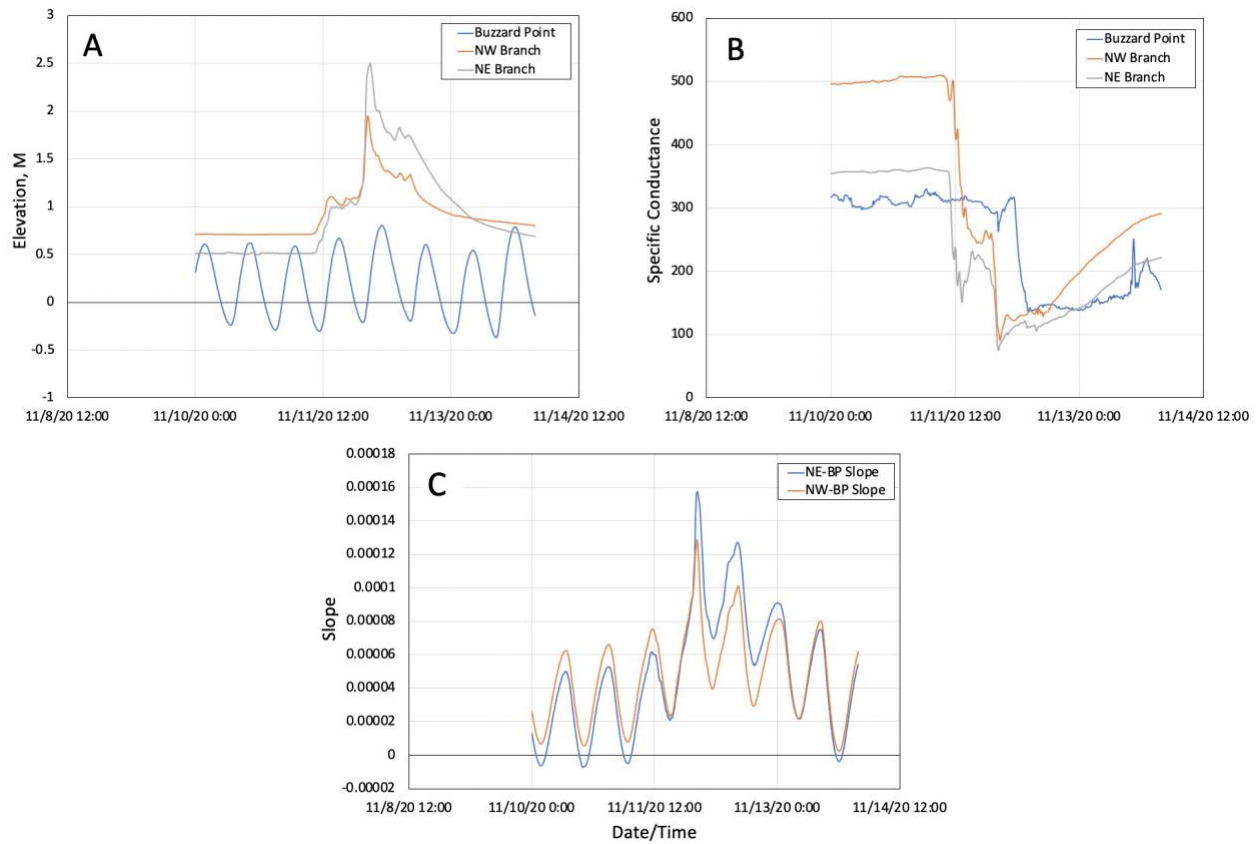 A
Buzzard Point
NW Branch
NE Branch
Elevation, M
3
2.5
2
1.5
1
0.5
0
-0.5
-1
11/8/20 12:00
11/10/20 0:00
11/11/20 12:00
11/13/20 0:00
11/14/20 12:00
B
Buzzard Point
NW Branch
NE Branch
Specific Conductance
600
500
400
300
200
100
0
11/8/20 12:00
11/10/20 0:00
11/11/20 12:00
11/13/20 0:00
11/14/20 12:00
C
NE-BP Slope
NW-BP Slope
Slope
0.00018
0.00016
0.00014
0.00012
0.0001
0.00008
0.00006
0.00004
0.00002
0
-0.00002
11/8/20 12:00
11/10/20 0:00
11/11/20 12:00
11/13/20 0:00
11/14/20 12:00
Date/Time